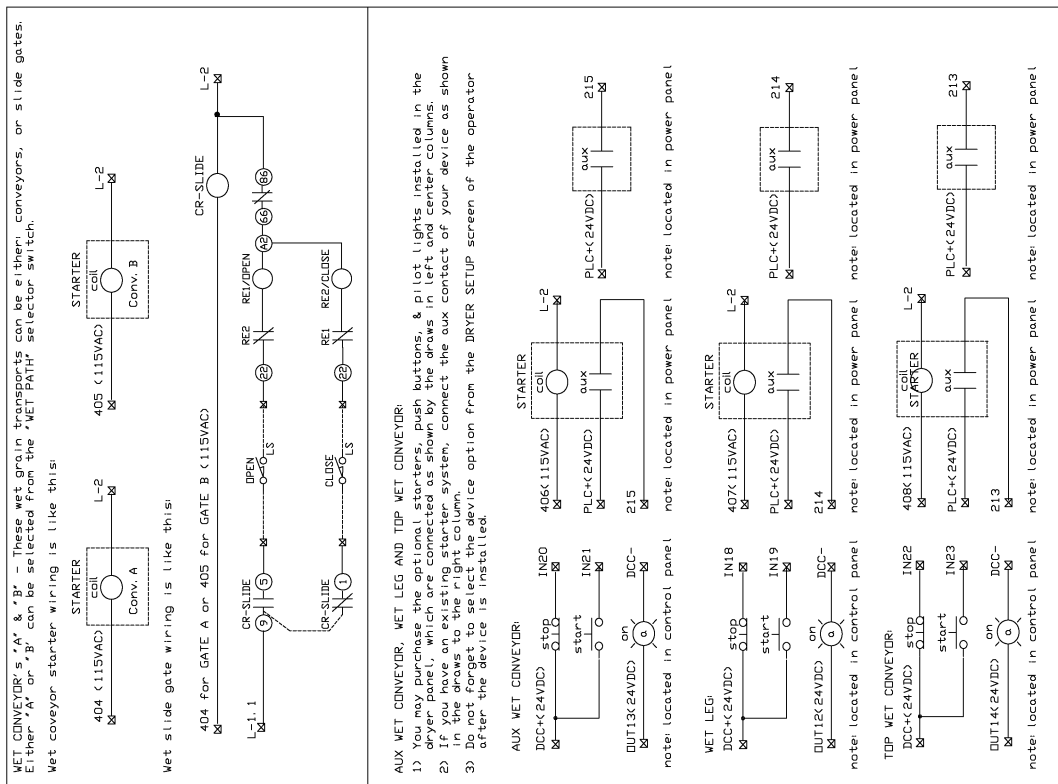 WET CONVEYOR's "A" & "B" - These wet grain transports can be either: conveyors, or slide gates.
Either "A" or "B" can be selected from the "WET PATH" selector switch.
Wet coveyor starter wiring is like this:
STARTER
coil
404 (115VAC)
L-2
Conv. A
STARTER
coil
405 (115VAC)
L-2
Conv. B
Wet slide gate wiring is like this:
404 for GATE A or 405 for GATE B (115VAC)
CR-SLIDE
L-2
L-1.1
9
CR-SLIDE
5
OPEN
LS
22
RE2
RE1/OPEN
A2
66
86
CR-SLIDE
1
CLOSE
LS
22
RE1
RE2/CLOSE
AUX WET CONVEYOR, WET LEG AND TOP WET CONVEYOR:
1) You may purchase the optional starters, push buttons, & pilot lights installed in the
dryer panel, which are connected as shown by the draws in left and center columns.
2) If you have an existing starter system, connect the aux contact of your device as shown
in the draws to the right column.
3) Do not forget to select the device option from the DRYER SETUP screen of the operator
after the device is installed.
AUX WET CONVEYOR:
DCC+(24VDC)
stop
IN20
start
IN21
OUT13(24VDC)
on
a
DCC-
note: located in control panel
STARTER
406(115VAC)
coil
L-2
PLC+(24VDC)
aux
215
note: located in power panel
PLC+(24VDC)
aux
215
note: located in power panel
WET LEG:
DCC+(24VDC)
stop
IN18
start
IN19
OUT12(24VDC)
on
a
DCC-
note: located in control panel
STARTER
407(115VAC)
coil
L-2
PLC+(24VDC)
aux
214
note: located in power panel
PLC+(24VDC)
aux
214
note: located in power panel
TOP WET CONVEYOR:
DCC+(24VDC)
stop
IN22
start
IN23
OUT14(24VDC)
on
a
DCC-
note: located in control panel
408(115VAC)
coil
STARTER
L-2
PLC+(24VDC)
aux
213
note: located in power panel
PLC+(24VDC)
aux
213
note: located in power panel